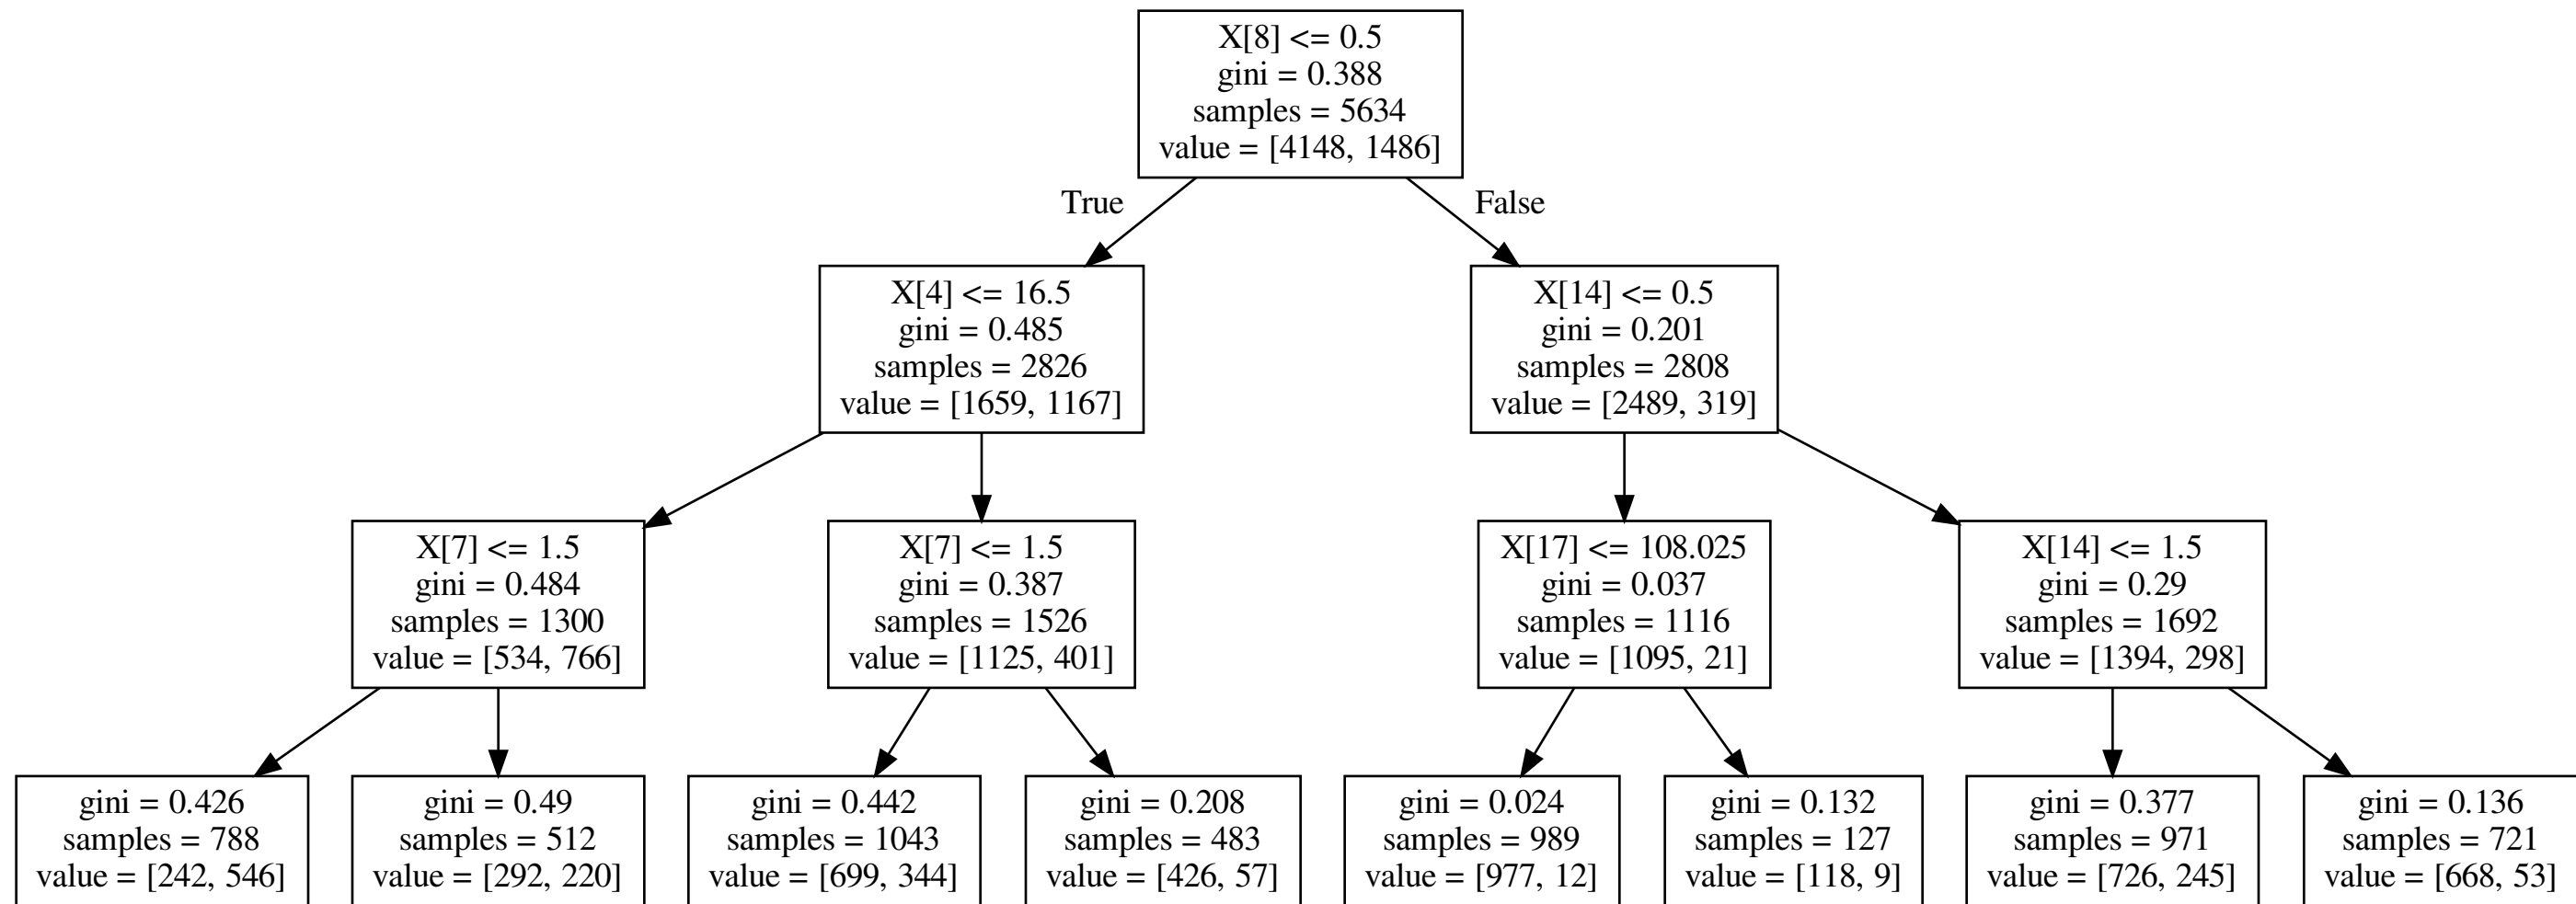 X[8] <= 0.5
gini = 0.388
samples = 5634
value = [4148, 1486]
True
False
X[4] <= 16.5
gini = 0.485
samples = 2826
value = [1659, 1167]
X[14] <= 0.5
gini = 0.201
samples = 2808
value = [2489, 319]
X[7] <= 1.5
gini = 0.484
samples = 1300
value = [534, 766]
X[7] <= 1.5
gini = 0.387
samples = 1526
value = [1125, 401]
X[17] <= 108.025
gini = 0.037
samples = 1116
value = [1095, 21]
X[14] <= 1.5
gini = 0.29
samples = 1692
value = [1394, 298]
gini = 0.426
samples = 788
value = [242, 546]
gini = 0.49
samples = 512
value = [292, 220]
gini = 0.442
samples = 1043
value = [699, 344]
gini = 0.208
samples = 483
value = [426, 57]
gini = 0.024
samples = 989
value = [977, 12]
gini = 0.132
samples = 127
value = [118, 9]
gini = 0.377
samples = 971
value = [726, 245]
gini = 0.136
samples = 721
value = [668, 53]